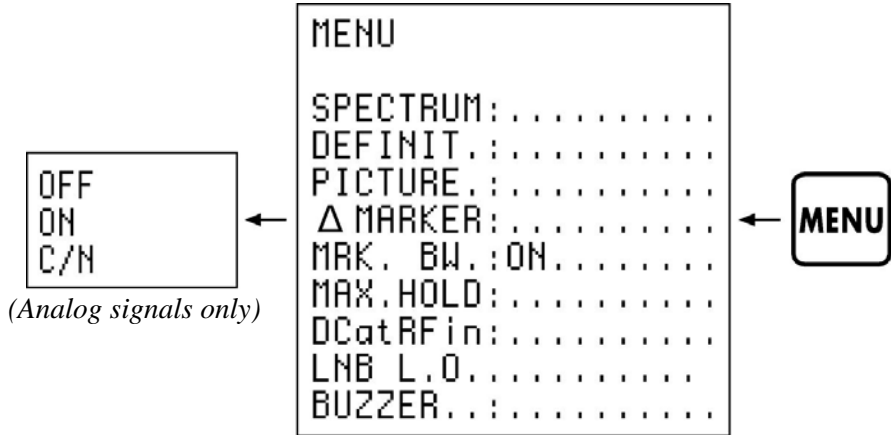 MENU
SPECTRUM:..........
DEFINIT.:..........
PICTURE.:..........
Δ MARKER:..........
MRK. BW.:ON........
MAX.HOLD:..........
DCatRFin:..........
LNB L.O...........
BUZZER..:..........
OFF
ON
C/N
(Analog signals only)
MENU